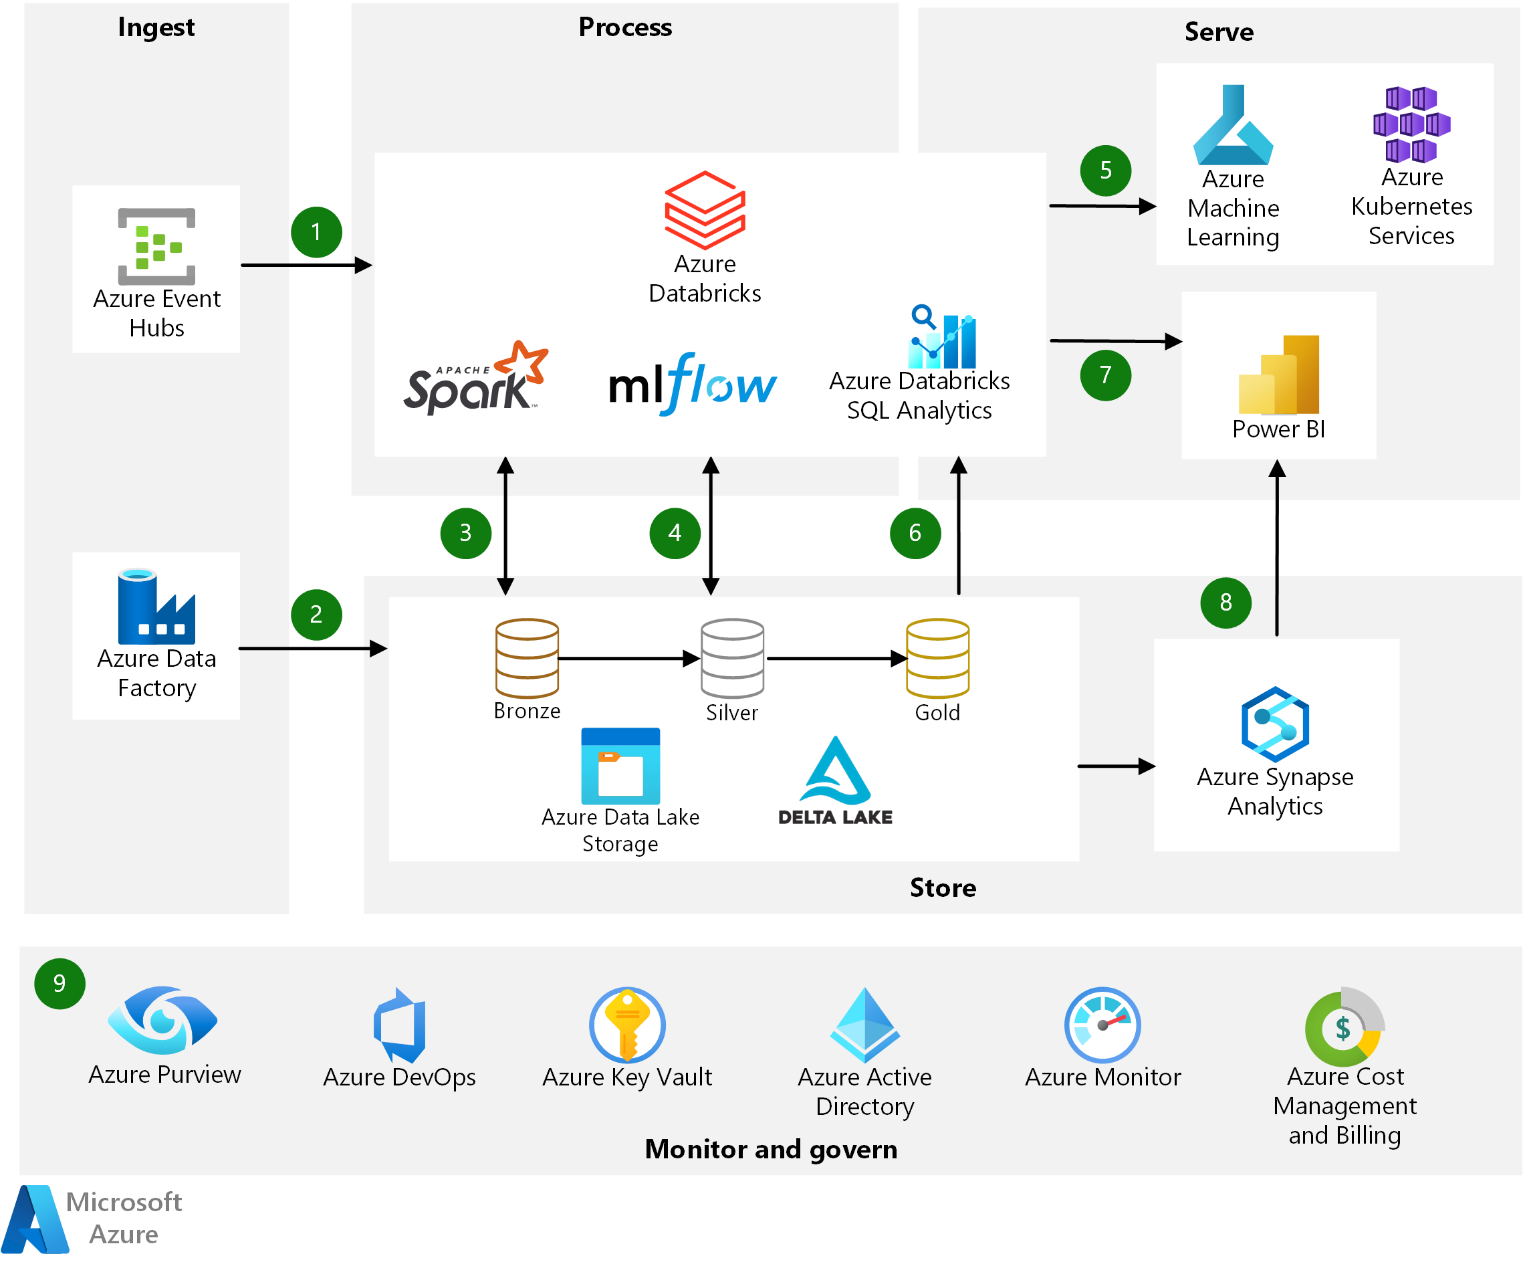 Ingest
Process
Serve
Azure
Machine
Learning
Azure
Kubernetes
Services
5
1
Azure Event
Hubs
Azure
Databricks
APACHE
Spark
mlflow
Azure Databricks
SQL Analytics
7
Power BI
3
4
6
2
8
Azure Data
Factory
Bronze
Silver
Gold
Azure Data Lake
Storage
DELTA LAKE
Azure Synapse
Analytics
Store
9
Azure Purview
Azure DevOps
Azure Key Vault
Azure Active
Directory
Azure Monitor
$
Azure Cost
Management
and Billing
Monitor and govern
Microsoft
Azure